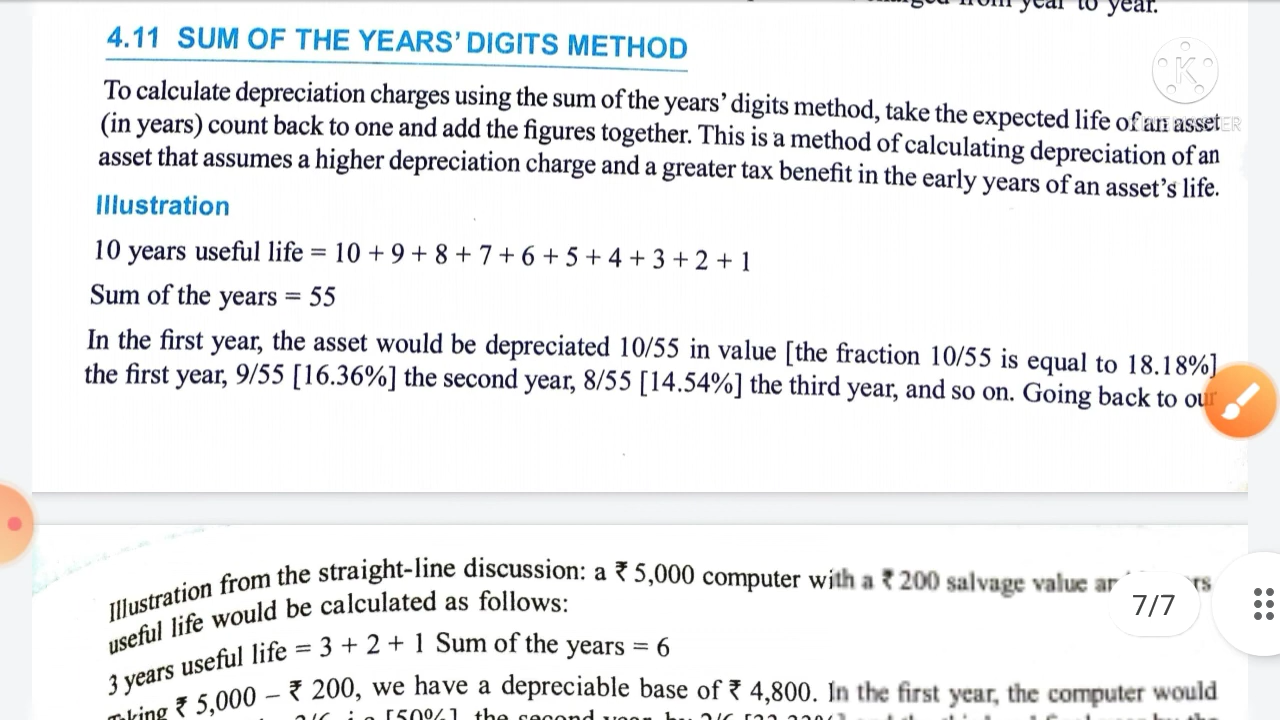 year to year.
4.11 SUM OF THE YEARS' DIGITS METHOD
K
To calculate depreciation charges using the sum of the years' digits method, take the expected life of an asset
(in years) count back to one and add the figures together. This is a method of calculating depreciation of an
asset that assumes a higher depreciation charge and a greater tax benefit in the early years of an asset's life.
Illustration
10 years useful life = 10 + 9 + 8 + 7 + 6 + 5 + 4 + 3 + 2 + 1
Sum of the years = 55
In the first year, the asset would be depreciated 10/55 in value [the fraction 10/55 is equal to 18.18%]
the first year, 9/55 [16.36%] the second year, 8/55 [14.54%] the third year, and so on. Going back to our
Illustration from the straight-line discussion: a ₹ 5,000 computer with a ₹ 200 salvage value
useful life would be calculated as follows:
7/7
3 years useful life = 3 + 2 + 1 Sum of the years = 6
₹ 5,000 – ₹ 200, we have a depreciable base of ₹ 4,800. In the first year, the computer would
[50%], the second year by